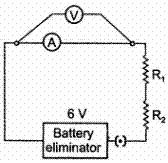 V
A
R1
R2
6 V
Battery
eliminator